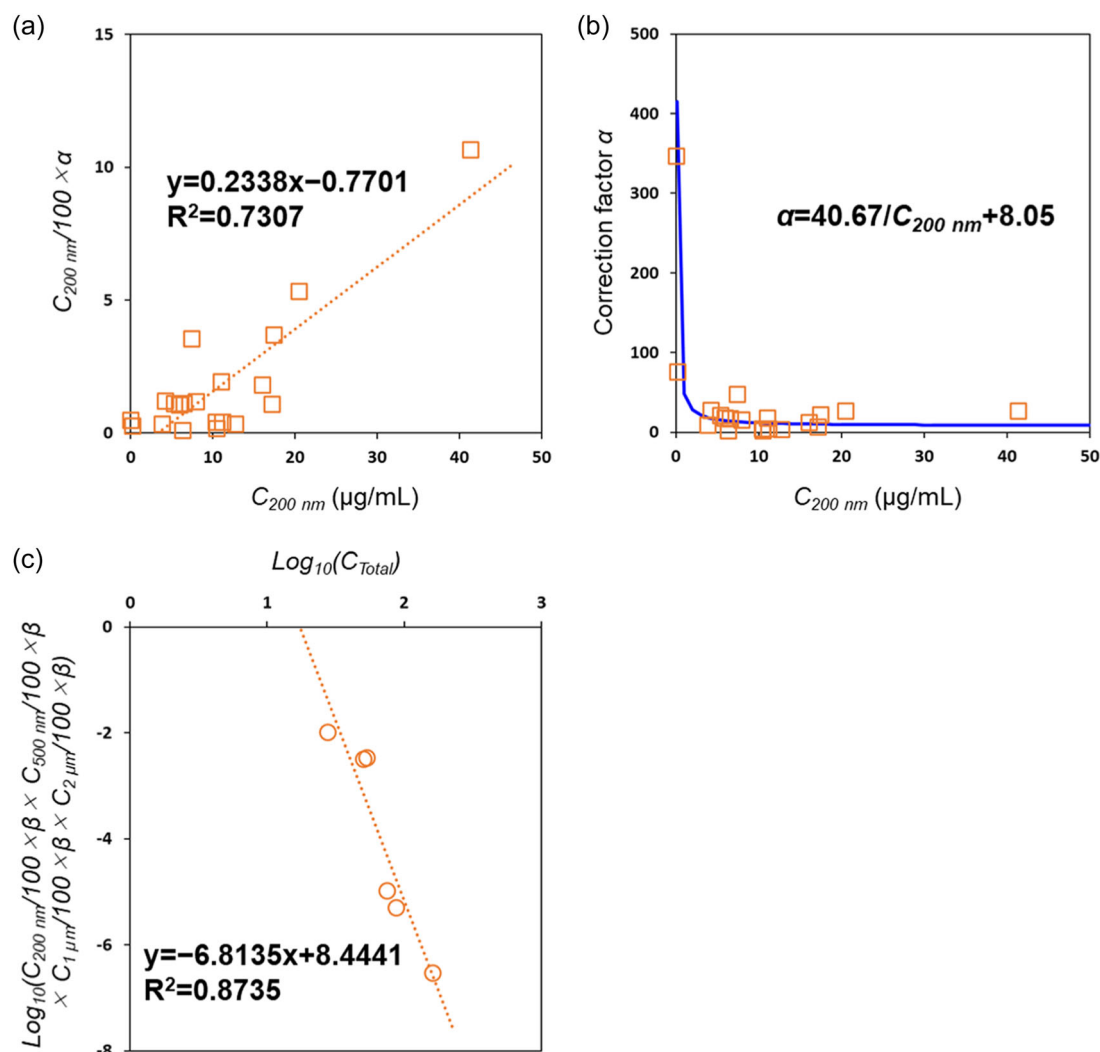 (a)
15
10
5
0
0 10 20 30 40 50
C200 nm/100 ×α
y=0.2338x−0.7701
R²=0.7307
C200 nm (μg/mL)
(b)
500
400
300
200
100
0
0 10 20 30 40 50
Correction factor α
α=40.67/C200 nm+8.05
C200 nm (μg/mL)
(c)
Log10(CTotal)
0 1 2 3
0
-2
-4
-6
-8
Log10(C200 nm/100 ×β × C500 nm/100 ×β
× C1 μm/100 ×β × C2 μm/100 ×β)
y=−6.8135x+8.4441
R²=0.8735